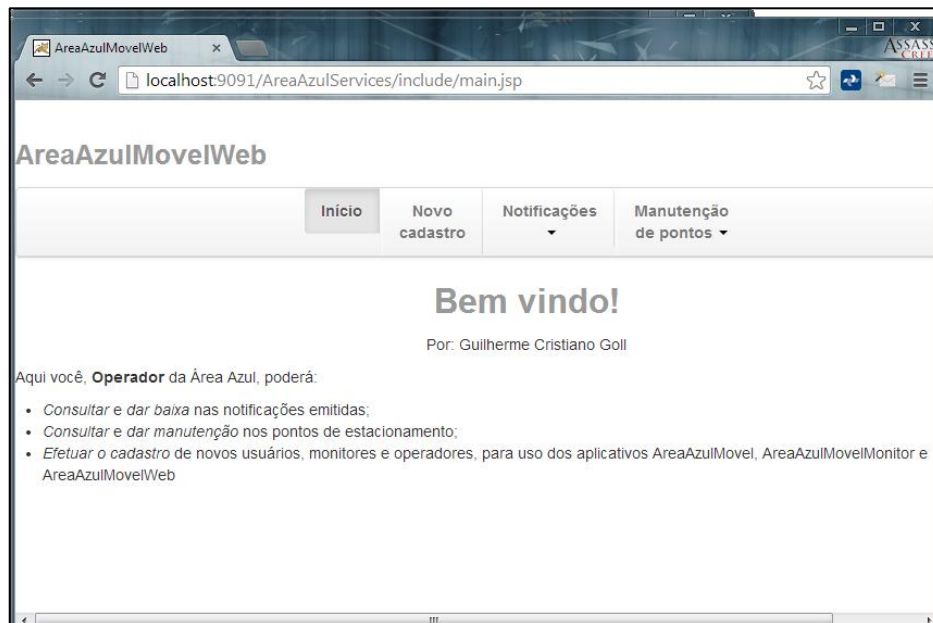 AreaAzulMovelWeb
ASSASS
CREE
localhost:9091/AreaAzulServices/include/main.jsp
AreaAzulMovelWeb
Início
Novo
cadastro
Notificações
Manutenção
de pontos
Bem vindo!
Por: Guilherme Cristiano Goll
Aqui você, Operador da Área Azul, poderá:
• Consultar e dar baixa nas notificações emitidas;
• Consultar e dar manutenção nos pontos de estacionamento;
• Efetuar o cadastro de novos usuários, monitores e operadores, para uso dos aplicativos AreaAzulMovel, AreaAzulMovelMonitor e
AreaAzulMovelWeb